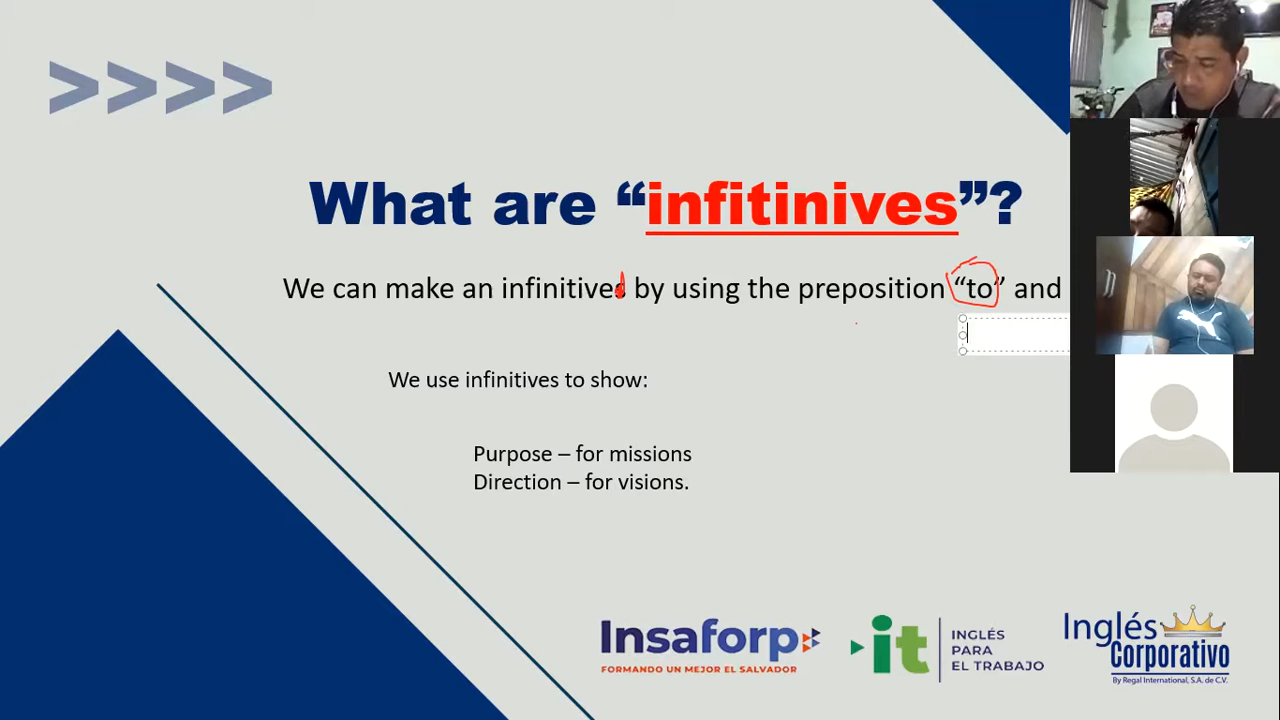 >>>>
What are “infitinives”?
We can make an infinitives by using the preposition “to” and
We use infinitives to show:
Purpose – for missions
Direction – for visions.
Insaforp
FORMANDO UN MEJOR EL SALVADOR
it
INGLÉS
PARA
EL TRABAJO
Inglés
Corporativo
By Regal International, S.A. de C.V.